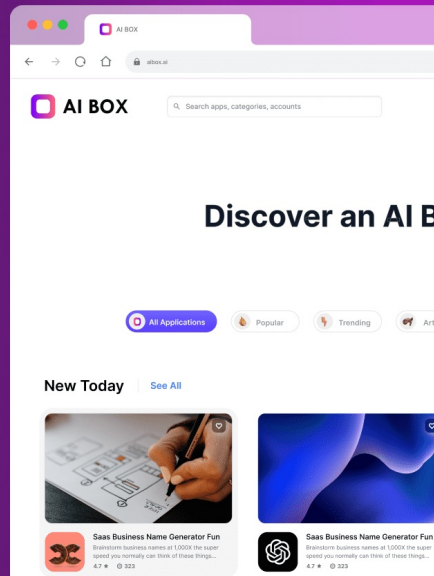 AI BOX
aibox.ai
AI BOX
Search apps, categories, accounts
Discover an AI B
All Applications
Popular
Trending
Art
New Today
See All
Saas Business Name Generator Fun
Brainstorm business names at 1,000X the super
speed you normally can think of these things...
4.7 ★ 323
Saas Business Name Generator Fun
Brainstorm business names at 1,000X the super
speed you normally can think of these things...
4.7 ★ 323